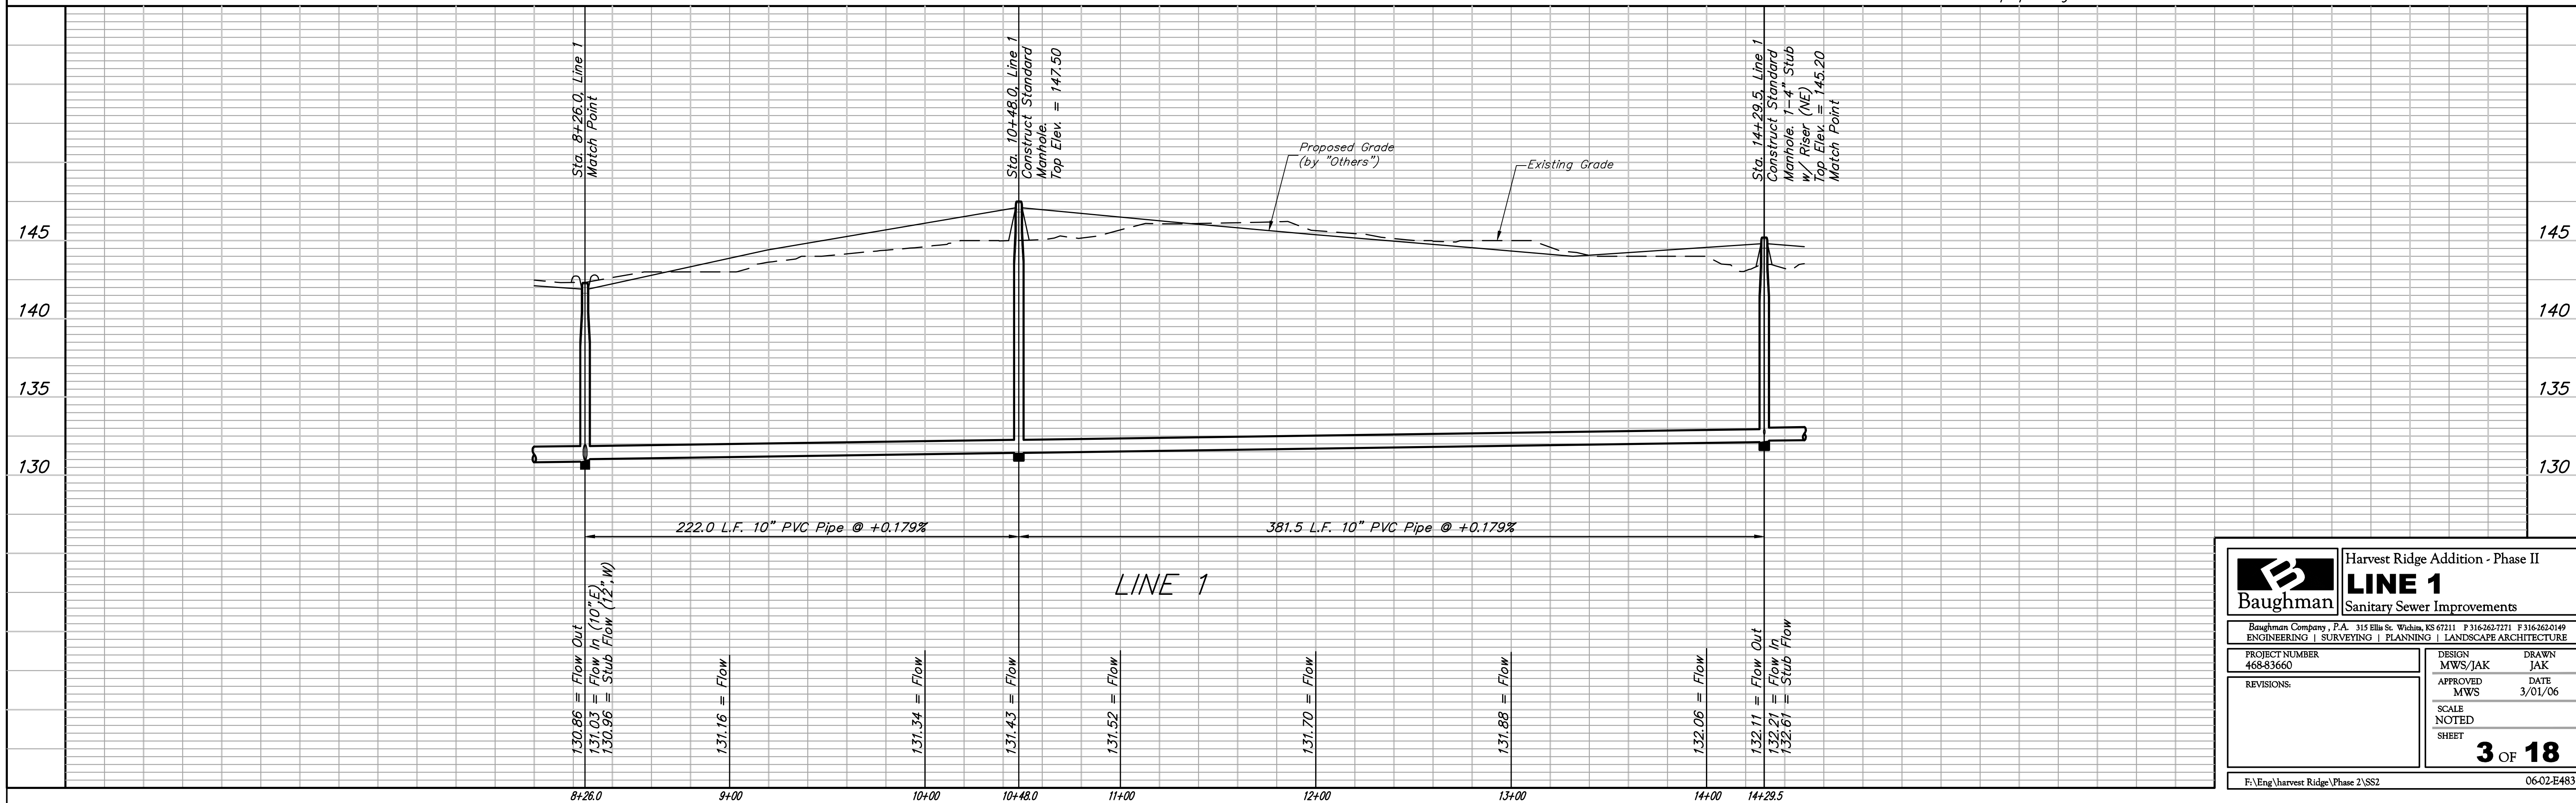 Sta. 8+26.0, Line 1
Match Point
Sta. 10+48.0, Line 1
Construct Standard
Manhole.
Top Elev. = 147.50
Sta. 14+29.5, Line 1
Construct Standard
Manhole. 1-4" Stub
w/ Riser (NE)
Top Elev. = 145.20
Match Point
Proposed Grade
(by "Others")
Existing Grade
145
145
140
140
135
135
130
130
222.0 L.F. 10" PVC Pipe @ +0.179%
381.5 L.F. 10" PVC Pipe @ +0.179%
LINE 1
130.86 = Flow Out
131.03 = Flow In (10",E)
130.96 = Stub Flow (12",W)
131.16 = Flow
131.34 = Flow
131.43 = Flow
131.52 = Flow
131.70 = Flow
131.88 = Flow
132.06 = Flow
132.11 = Flow Out
132.21 = Flow In
132.61 = Stub Flow
8+26.0
9+00
10+00
10+48.0
11+00
12+00
13+00
14+00
14+29.5
Baughman
Harvest Ridge Addition - Phase II
LINE 1
Sanitary Sewer Improvements
Baughman Company, P.A. 315 Ellis St. Wichita, KS 67211 P 316-262-7271 F 316-262-0149
ENGINEERING | SURVEYING | PLANNING | LANDSCAPE ARCHITECTURE
PROJECT NUMBER
468-83660
REVISIONS:
DESIGN DRAWN
MWS/JAK JAK
APPROVED DATE
MWS 3/01/06
SCALE
NOTED
SHEET
3 OF 18
F:\Eng\harvest Ridge\Phase 2\SS2
06-02-E483